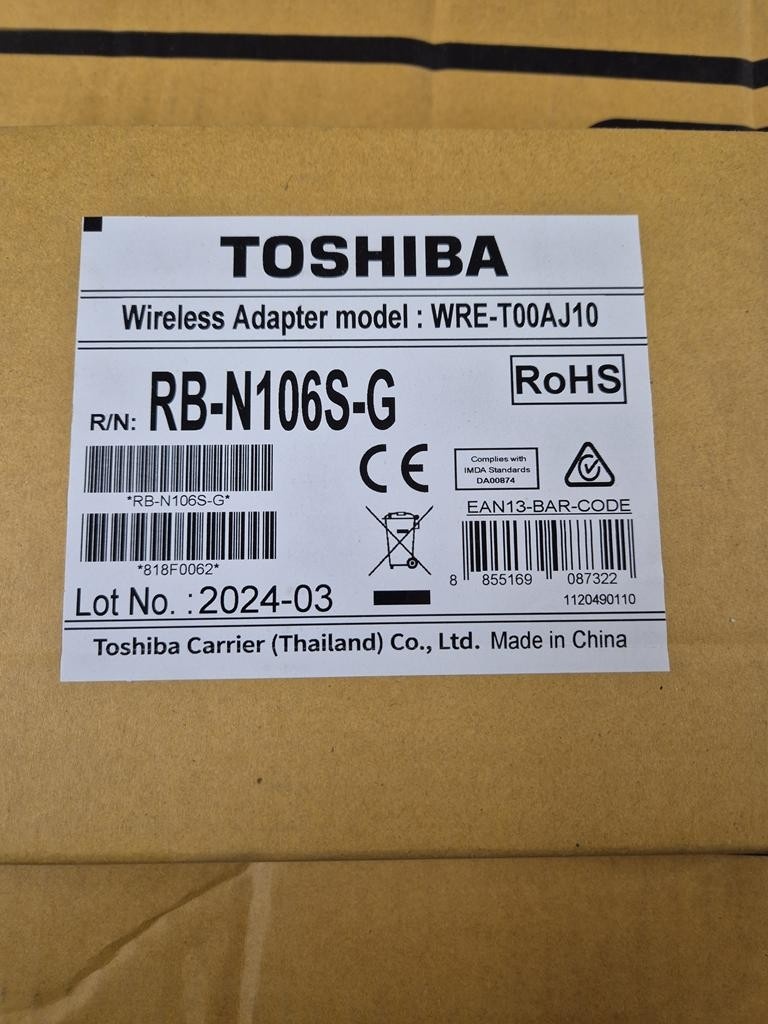 TOSHIBA
Wireless Adapter model : WRE-T00AJ10
R/N: RB-N106S-G
RoHS
*RB-N106S-G*
CE
Complies with
IMDA Standards
DA00874
EAN13-BAR-CODE
*818F0062*
8 855169 087322
Lot No. : 2024-03
1120490110
Toshiba Carrier (Thailand) Co., Ltd. Made in China